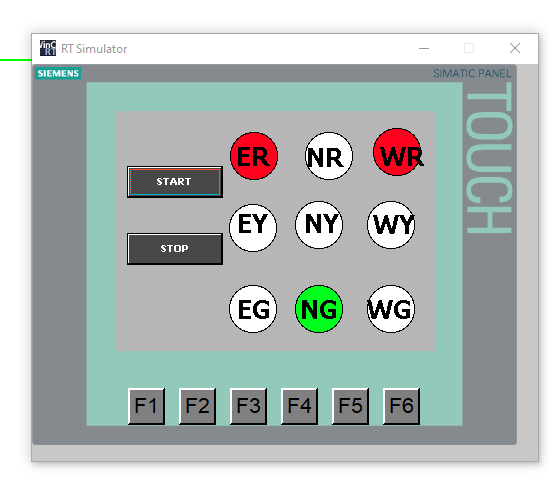 WinC
RT
RT Simulator
SIEMENS
SIMATIC PANEL
TOUCH
ER NR WR
START
EY NY WY
STOP
EG NG WG
F1 F2 F3 F4 F5 F6